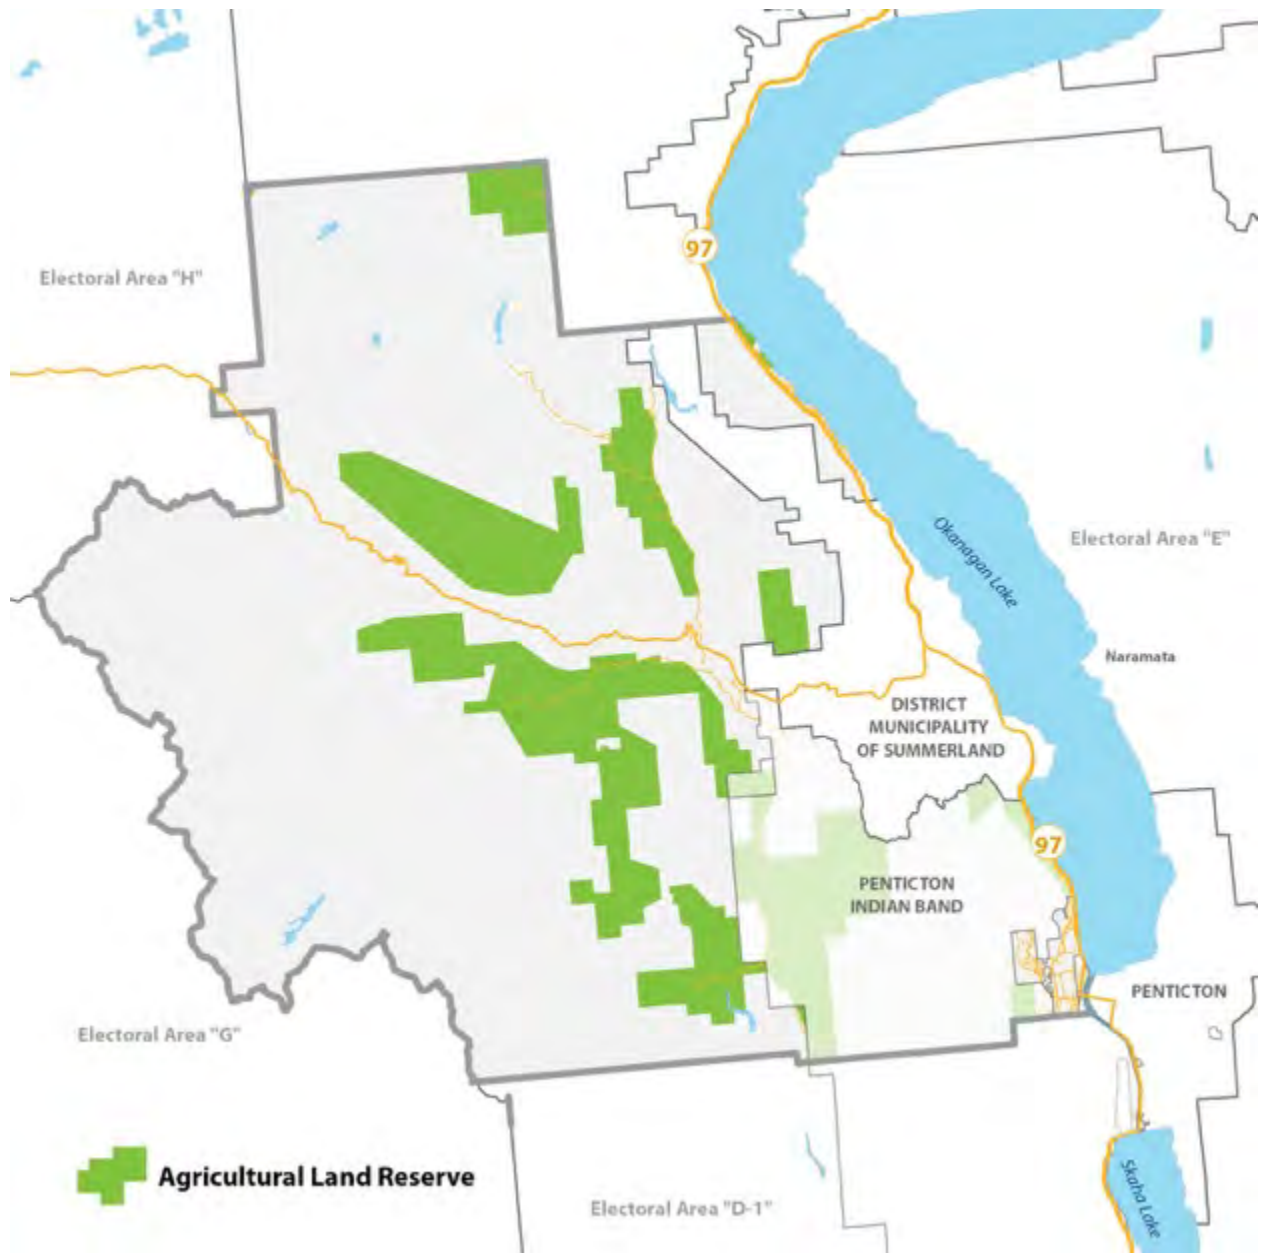 97
Electoral Area "H"
Okanagan Lake
Electoral Area "E"
Naramata
DISTRICT
MUNICIPALITY
OF SUMMERLAND
97
PENTICTON
INDIAN BAND
PENTICTON
Electoral Area "G"
Agricultural Land Reserve
Electoral Area "D-1"
Skaha Lake